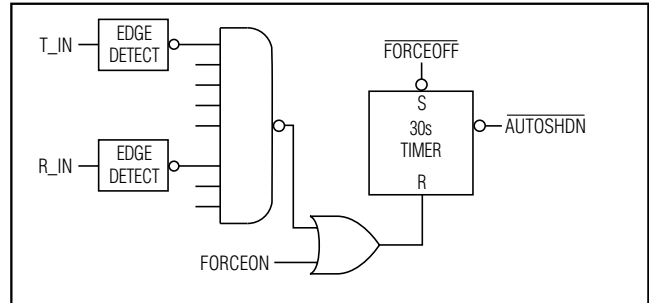 T_IN
EDGE
DETECT
R_IN
EDGE
DETECT
FORCEON
FORCEOFF
S
30s
TIMER
R
AUTOSHDN